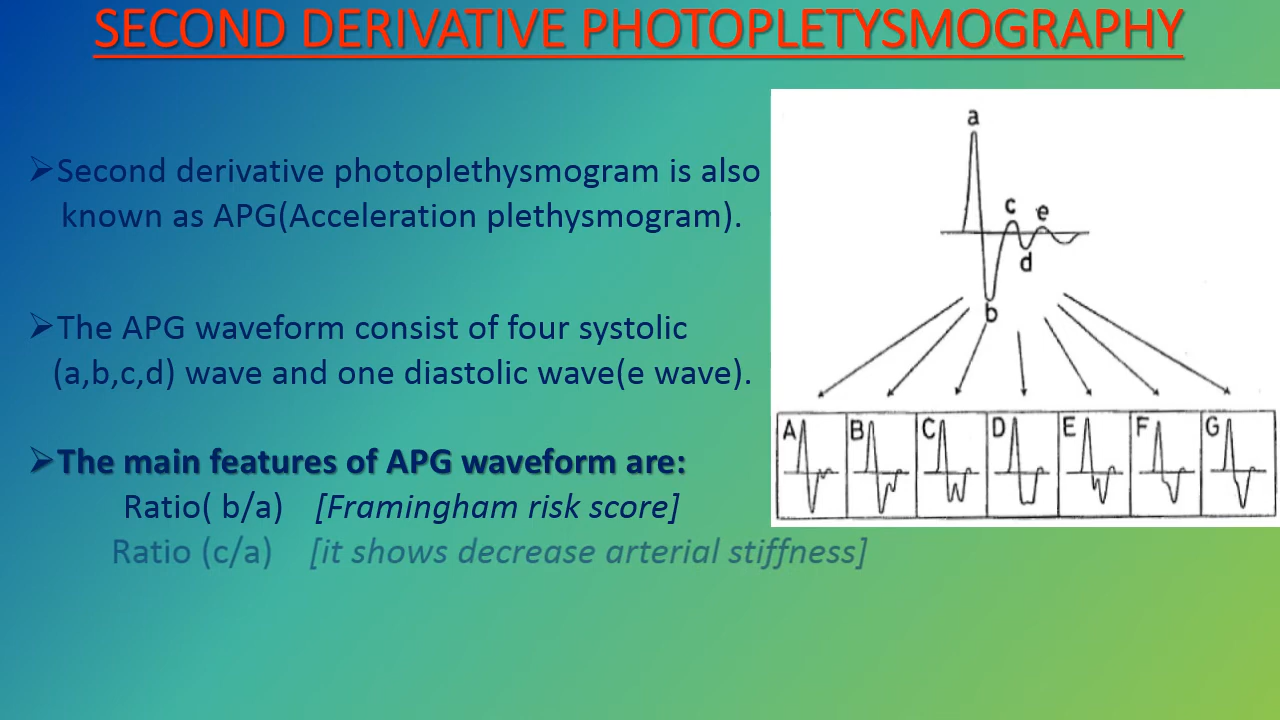 SECOND DERIVATIVE PHOTOPLETYSMOGRAPHY
➢Second derivative photoplethysmogram is also
known as APG(Acceleration plethysmogram).
➢The APG waveform consist of four systolic
(a,b,c,d) wave and one diastolic wave(e wave).
➢The main features of APG waveform are:
Ratio( b/a) [Framingham risk score]
Ratio (c/a) [it shows decrease arterial stiffness]
a
c e
d
b
A B C D E F G